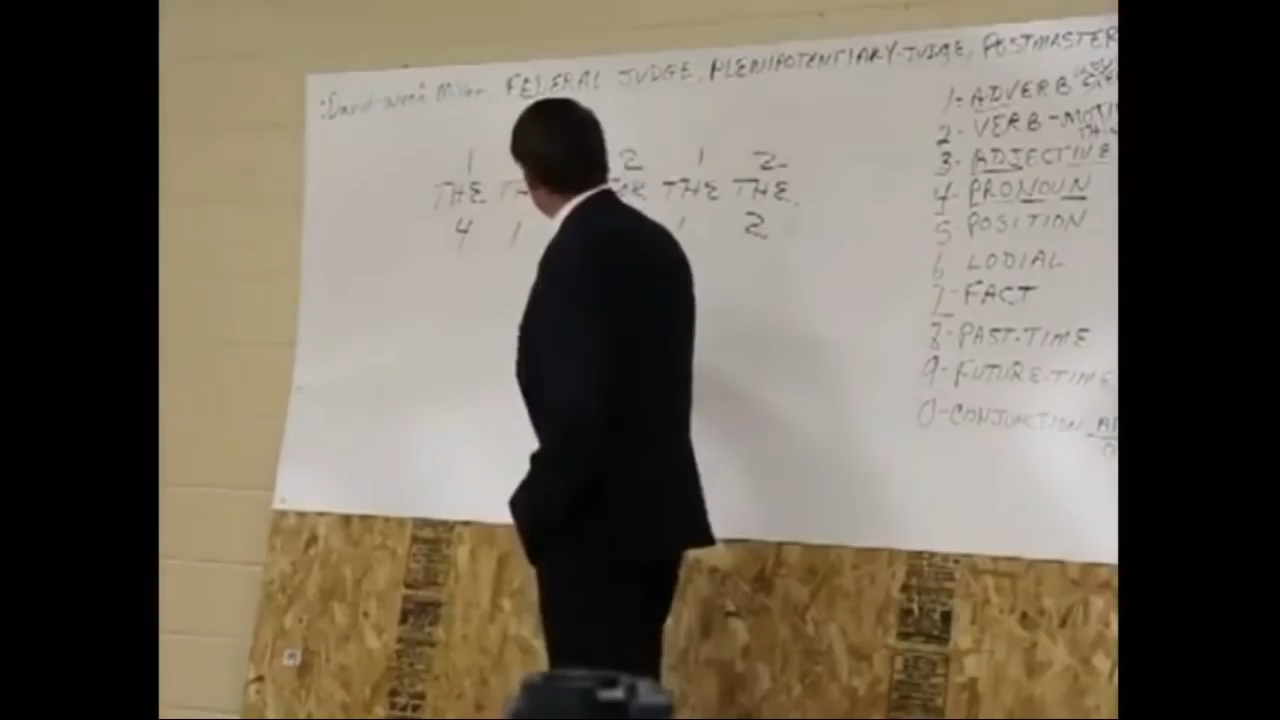 :David-Wynn: Miller, FEDERAL JUDGE, PLENIPOTENTIARY-JUDGE, POSTMASTER
1 2 1 2
THE THE THE.
4 1 1 2
1- ADVERB
2- VERB-MOTI
3- ADJECTIVE
4- PRONOUN
5- POSITION
6 LODIAL
7- FACT
8- PAST-TIME
9- FUTURE-TIME
0- CONJUNCTION